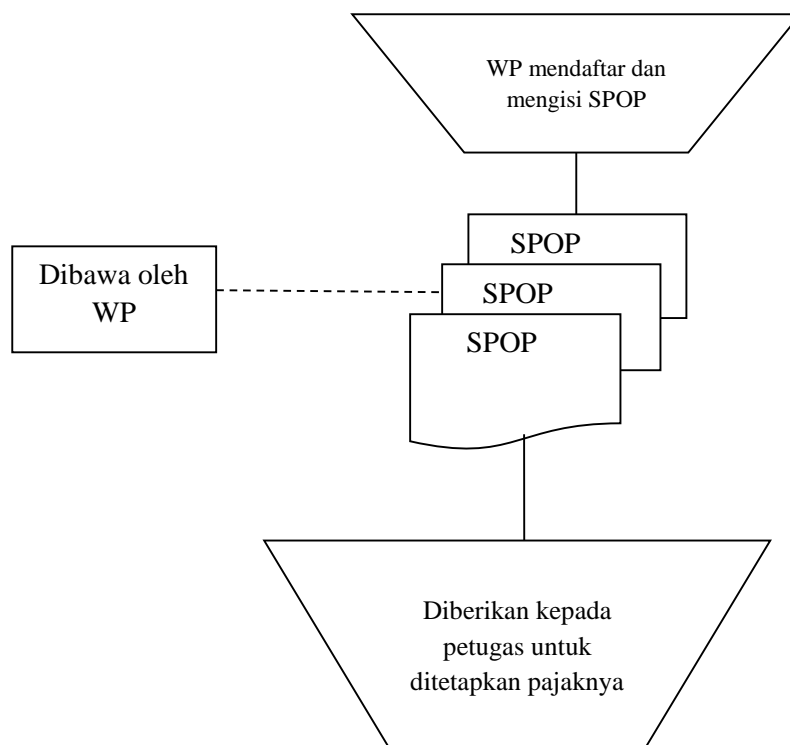 WP mendaftar dan
mengisi SPOP
SPOP
Dibawa oleh
WP
SPOP
SPOP
Diberikan kepada
petugas untuk
ditetapkan pajaknya